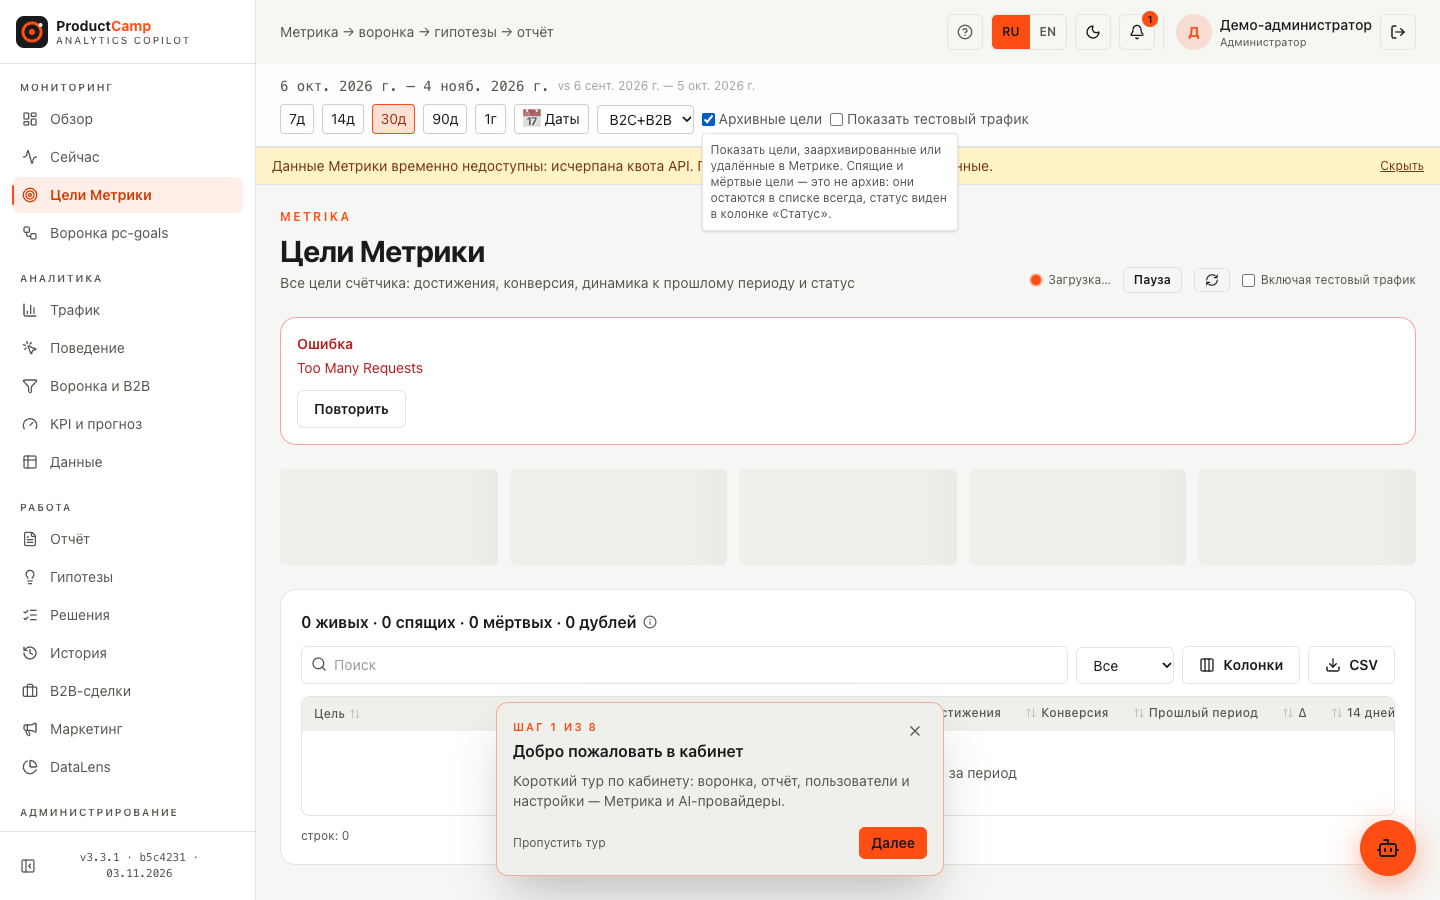 ProductCamp
ANALYTICS COPILOT
МОНИТОРИНГ
Обзор
Сейчас
Цели Метрики
Воронка pc-goals
АНАЛИТИКА
Трафик
Поведение
Воронка и B2B
KPI и прогноз
Данные
РАБОТА
Отчёт
Гипотезы
Решения
История
B2B-сделки
Маркетинг
DataLens
АДМИНИСТРИРОВАНИЕ
v3.3.1 · b5c4231 ·
03.11.2026
Метрика → воронка → гипотезы → отчёт
RU
EN
1
Д
Демо-администратор
Администратор
6 окт. 2026 г. — 4 нояб. 2026 г. vs 6 сент. 2026 г. — 5 окт. 2026 г.
7д
14д
30д
90д
1г
Даты
B2C+B2B
Архивные цели
Показать тестовый трафик
Данные Метрики временно недоступны: исчерпана квота API.
нные.
Скрыть
Показать цели, заархивированные или
удалённые в Метрике. Спящие и
мёртвые цели — это не архив: они
остаются в списке всегда, статус виден
в колонке «Статус».
METRIKA
Цели Метрики
Все цели счётчика: достижения, конверсия, динамика к прошлому периоду и статус
Загрузка...
Пауза
Включая тестовый трафик
Ошибка
Too Many Requests
Повторить
0 живых · 0 спящих · 0 мёртвых · 0 дублей
Поиск
Все
Колонки
CSV
Цель
стижения
Конверсия
Прошлый период
Δ
14 дней
за период
строк: 0
ШАГ 1 ИЗ 8
Добро пожаловать в кабинет
Короткий тур по кабинету: воронка, отчёт, пользователи и
настройки — Метрика и AI-провайдеры.
Пропустить тур
Далее